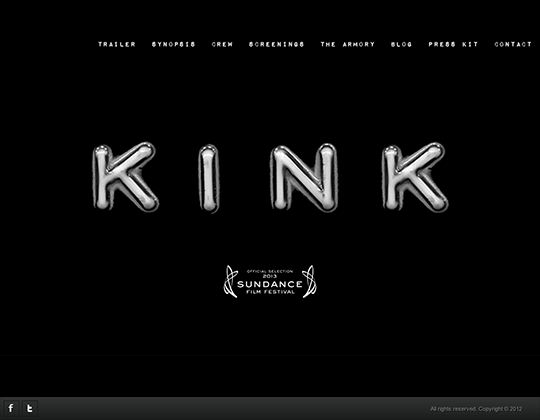 TRAILER SYNOPSIS CREW SCREENINGS THE ARMORY BLOG PRESS KIT CONTACT
KINK
OFFICIAL SELECTION
2013
SUNDANCE
FILM FESTIVAL
f t All rights reserved. Copyright © 2012